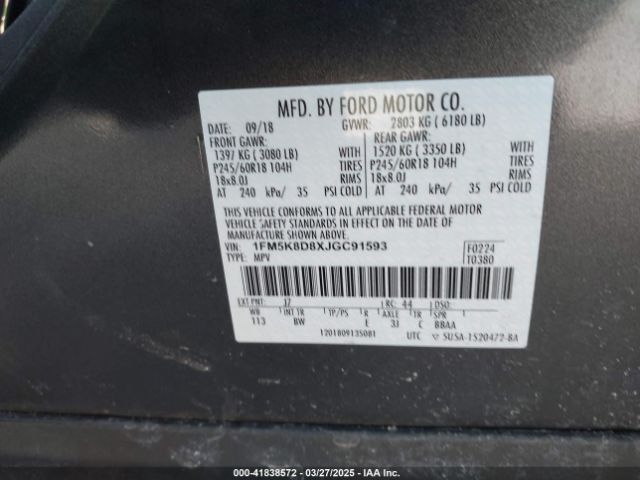 MFD. BY FORD MOTOR CO.
DATE: 09/18 GVWR: 2803 KG ( 6180 LB)
FRONT GAWR: REAR GAWR:
1397 KG ( 3080 LB) WITH 1520 KG ( 3350 LB) WITH
P245/60R18 104H TIRES P245/60R18 104H TIRES
18x8.0J RIMS 18x8.0J RIMS
AT 240 kPa/ 35 PSI COLD AT 240 kPa/ 35 PSI COLD
THIS VEHICLE CONFORMS TO ALL APPLICABLE FEDERAL MOTOR
VEHICLE SAFETY STANDARDS IN EFFECT ON THE DATE OF
MANUFACTURE SHOWN ABOVE.
VIN: 1FM5K8D8XJGC91593 F0224
TYPE: MPV T0380
EXT PNT: J7 RC: 44 DSO:
WB INT TR TP/PS R AXLE TR SPR
113 BW E 3J C BBAA
1201809135081 UTC SUSA-1520472-BA
000-41838572 — 03/27/2025 — IAA Inc.